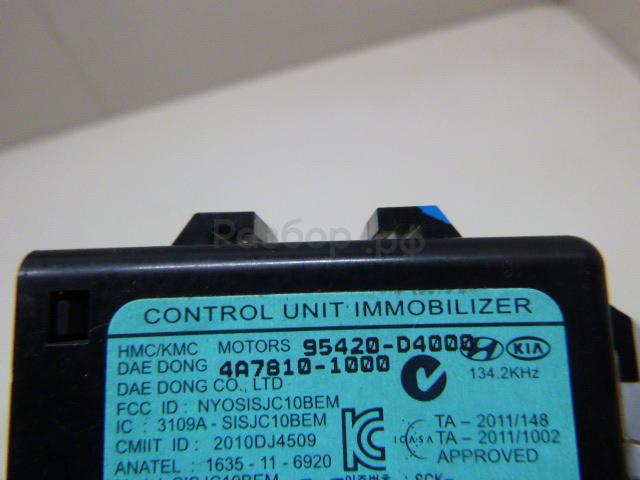 Разбор.рф
CONTROL UNIT IMMOBILIZER
HMC/KMC MOTORS 95420-D4000 KIA
DAE DONG 4A7810-1000 134.2KHz
DAE DONG CO., LTD
FCC ID : NYOSISJC10BEM
IC : 3109A - SISJC10BEM
CMIIT ID : 2010DJ4509
ANATEL : 1635 - 11 - 6920
ICASA
TA - 2011/148
TA - 2011/1002
APPROVED
SISJC10BEM